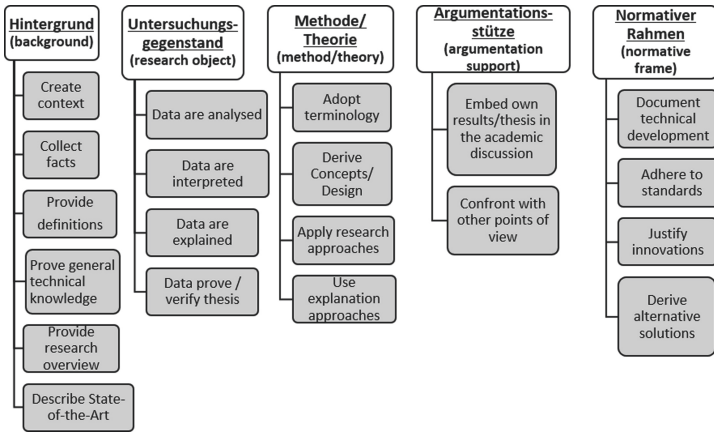 Hintergrund
(background)
Create
context
Collect
facts
Provide
definitions
Prove general
technical
knowledge
Provide
research
overview
Describe State-
of-the-Art
Untersuchungs-
gegenstand
(research object)
Data are analysed
Data are
interpreted
Data are
explained
Data prove /
verify thesis
Methode/
Theorie
(method/theory)
Adopt
terminology
Derive
Concepts/
Design
Apply research
approaches
Use
explanation
approaches
Argumentations-
stütze
(argumentation
support)
Embed own
results/thesis in
the academic
discussion
Confront with
other points of
view
Normativer
Rahmen
(normative
frame)
Document
technical
development
Adhere to
standards
Justify
innovations
Derive
alternative
solutions